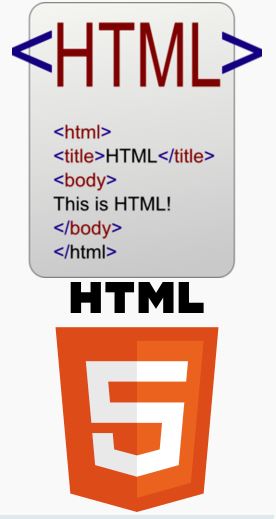 <HTML>
<html>
<title>HTML</title>
<body>
This is HTML!
</body>
</html>
HTML
5